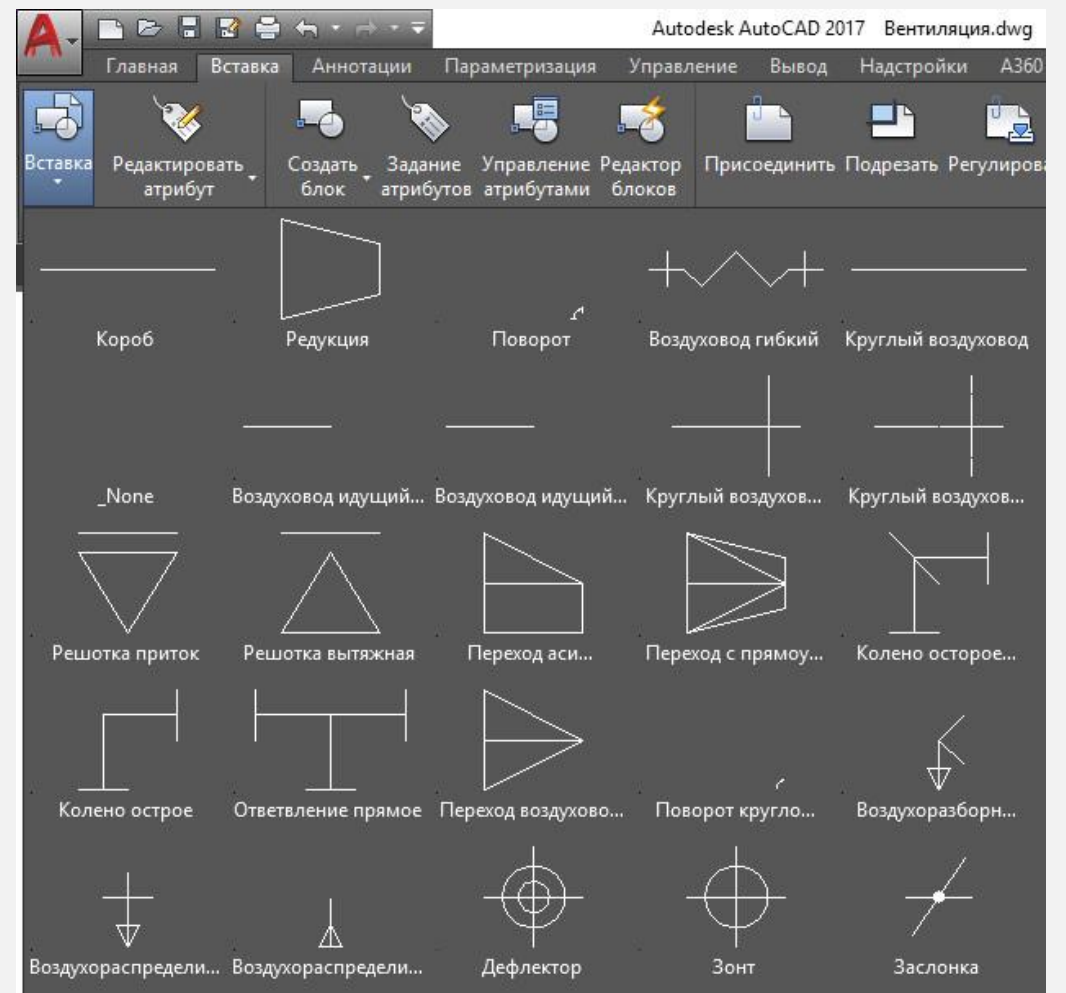 Autodesk AutoCAD 2017 Вентиляция.dwg
Главная Вставка Аннотации Параметризация Управление Вывод Надстройки A360
Вставка Редактировать Создать Задание Управление Редактор Присоединить Подрезать Регулирова
атрибут блок атрибутов атрибутами блоков
Короб Редукция Поворот Воздуховод гибкий Круглый воздуховод
_None Воздуховод идущий... Воздуховод идущий... Круглый воздухов... Круглый воздухов...
Решотка приток Решотка вытяжная Переход аси... Переход с прямоу... Колено осторое...
Колено острое Ответвление прямое Переход воздухово... Поворот кругло... Воздухоразборн...
Воздухораспредели... Воздухораспредели... Дефлектор Зонт Заслонка